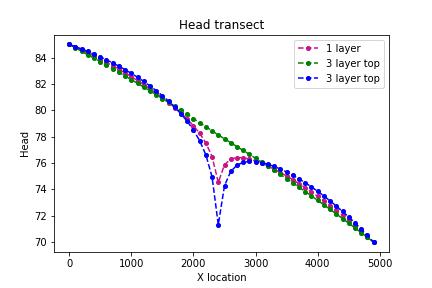 Head transect
84
82
80
78
76
74
72
70
Head
1 layer
3 layer top
3 layer top
0
1000
2000
3000
4000
5000
X location